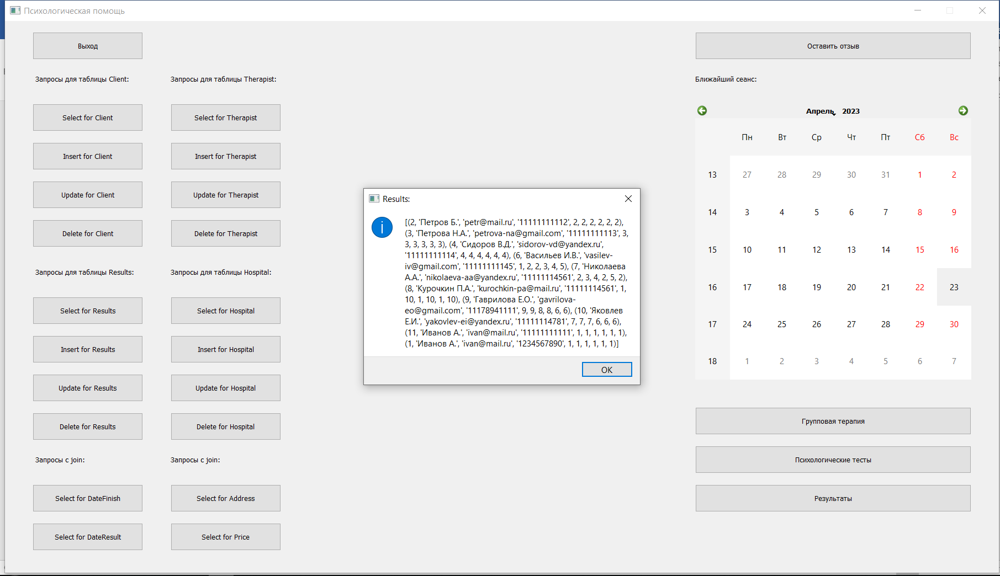 Психологическая помощь
Выход
Оставить отзыв
Запросы для таблицы Client:
Запросы для таблицы Therapist:
Ближайший сеанс:
Select for Client
Select for Therapist
Insert for Client
Insert for Therapist
Update for Client
Update for Therapist
Delete for Client
Delete for Therapist
Запросы для таблицы Results:
Запросы для таблицы Hospital:
Select for Results
Select for Hospital
Insert for Results
Insert for Hospital
Update for Results
Update for Hospital
Delete for Results
Delete for Hospital
Запросы с join:
Запросы с join:
Select for DateFinish
Select for Address
Select for DateResult
Select for Price
Results:
[(2, 'Петров Б.', 'petr@mail.ru', '11111111112', 2, 2, 2, 2, 2, 2),
(3, 'Петрова Н.А.', 'petrova-na@gmail.com', '11111111113', 3,
3, 3, 3, 3, 3), (4, 'Сидоров В.Д.', 'sidorov-vd@yandex.ru',
'11111111114', 4, 4, 4, 4, 4, 4), (6, 'Васильев И.В.', 'vasilev-
iv@gmail.com', '11111111145', 1, 2, 2, 3, 4, 5), (7, 'Николаева
А.А.', 'nikolaeva-aa@yandex.ru', '11111114561', 2, 3, 4, 2, 5, 2),
(8, 'Курочкин П.А.', 'kurochkin-pa@mail.ru', '11111114561', 1,
10, 1, 10, 1, 10), (9, 'Гаврилова Е.О.', 'gavrilova-
eo@gmail.com', '11178941111', 9, 9, 8, 8, 6, 6), (10, 'Яковлев
Е.И.', 'yakovlev-ei@yandex.ru', '11111114781', 7, 7, 7, 6, 6, 6),
(11, 'Иванов А.', 'ivan@mail.ru', '11111111111', 1, 1, 1, 1, 1, 1),
(1, 'Иванов А.', 'ivan@mail.ru', '1234567890', 1, 1, 1, 1, 1, 1)]
OK
Апрель 2023
Пн Вт Ср Чт Пт Сб Вс
13 27 28 29 30 31 1 2
14 3 4 5 6 7 8 9
15 10 11 12 13 14 15 16
16 17 18 19 20 21 22 23
17 24 25 26 27 28 29 30
18 1 2 3 4 5 6 7
Групповая терапия
Психологические тесты
Результаты